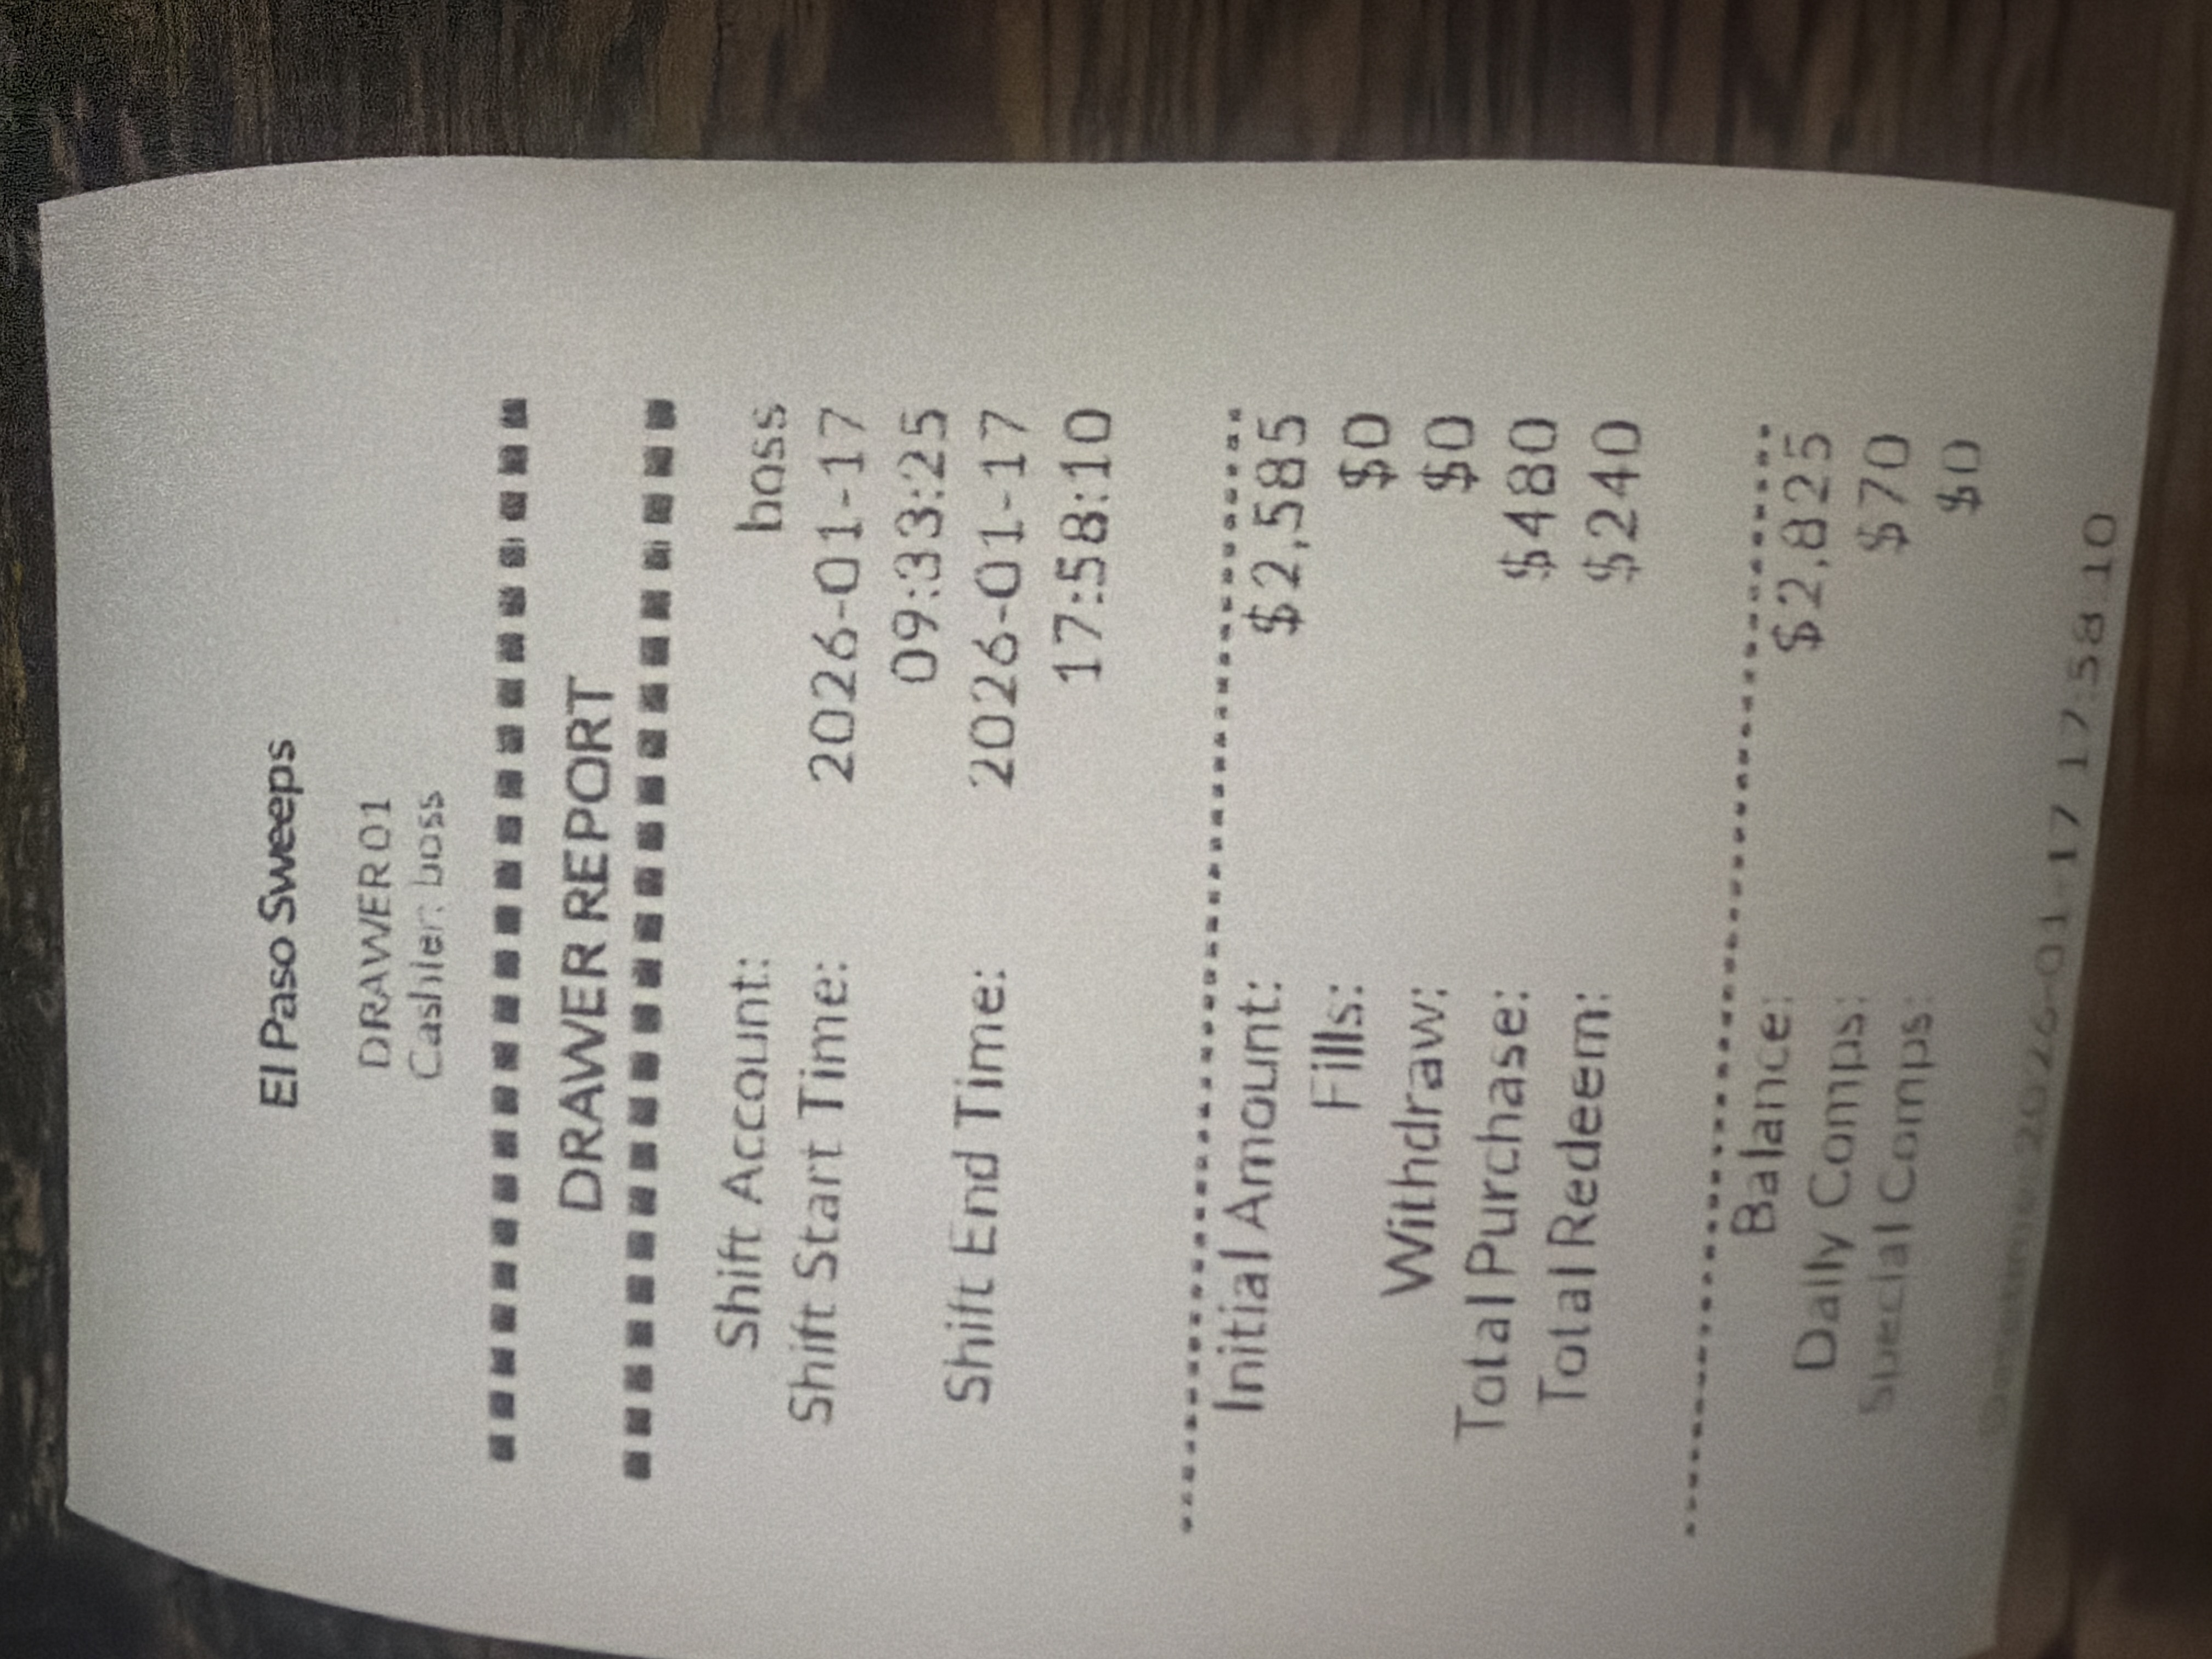 El Paso Sweeps
DRAWER01
Cashier: boss
DRAWER REPORT
Shift Account: boss
Shift Start Time: 2026-01-17
09:33:25
Shift End Time: 2026-01-17
17:58:10
Initial Amount: $2,585
Fills: $0
Withdraw: $0
Total Purchase: $480
Total Redeem: $240
Balance: $2,825
Daily Comps: $70
Special Comps: $0
2026-01-17 17:58:10